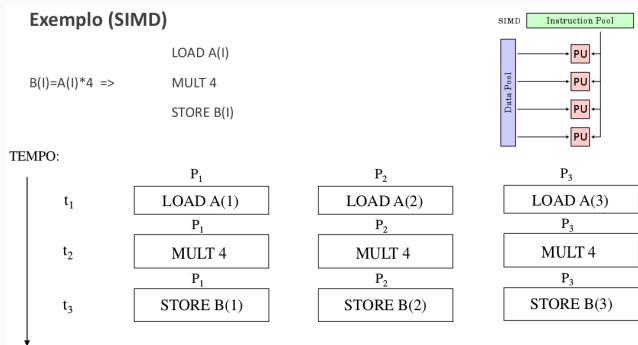 Exemplo (SIMD)
SIMD Instruction Pool
LOAD A(I)
B(I)=A(I)*4 => MULT 4
STORE B(I)
Data Pool
PU
PU
PU
PU
TEMPO:
P1 P2 P3
t1 LOAD A(1) LOAD A(2) LOAD A(3)
P1 P2 P3
t2 MULT 4 MULT 4 MULT 4
P1 P2 P3
t3 STORE B(1) STORE B(2) STORE B(3)